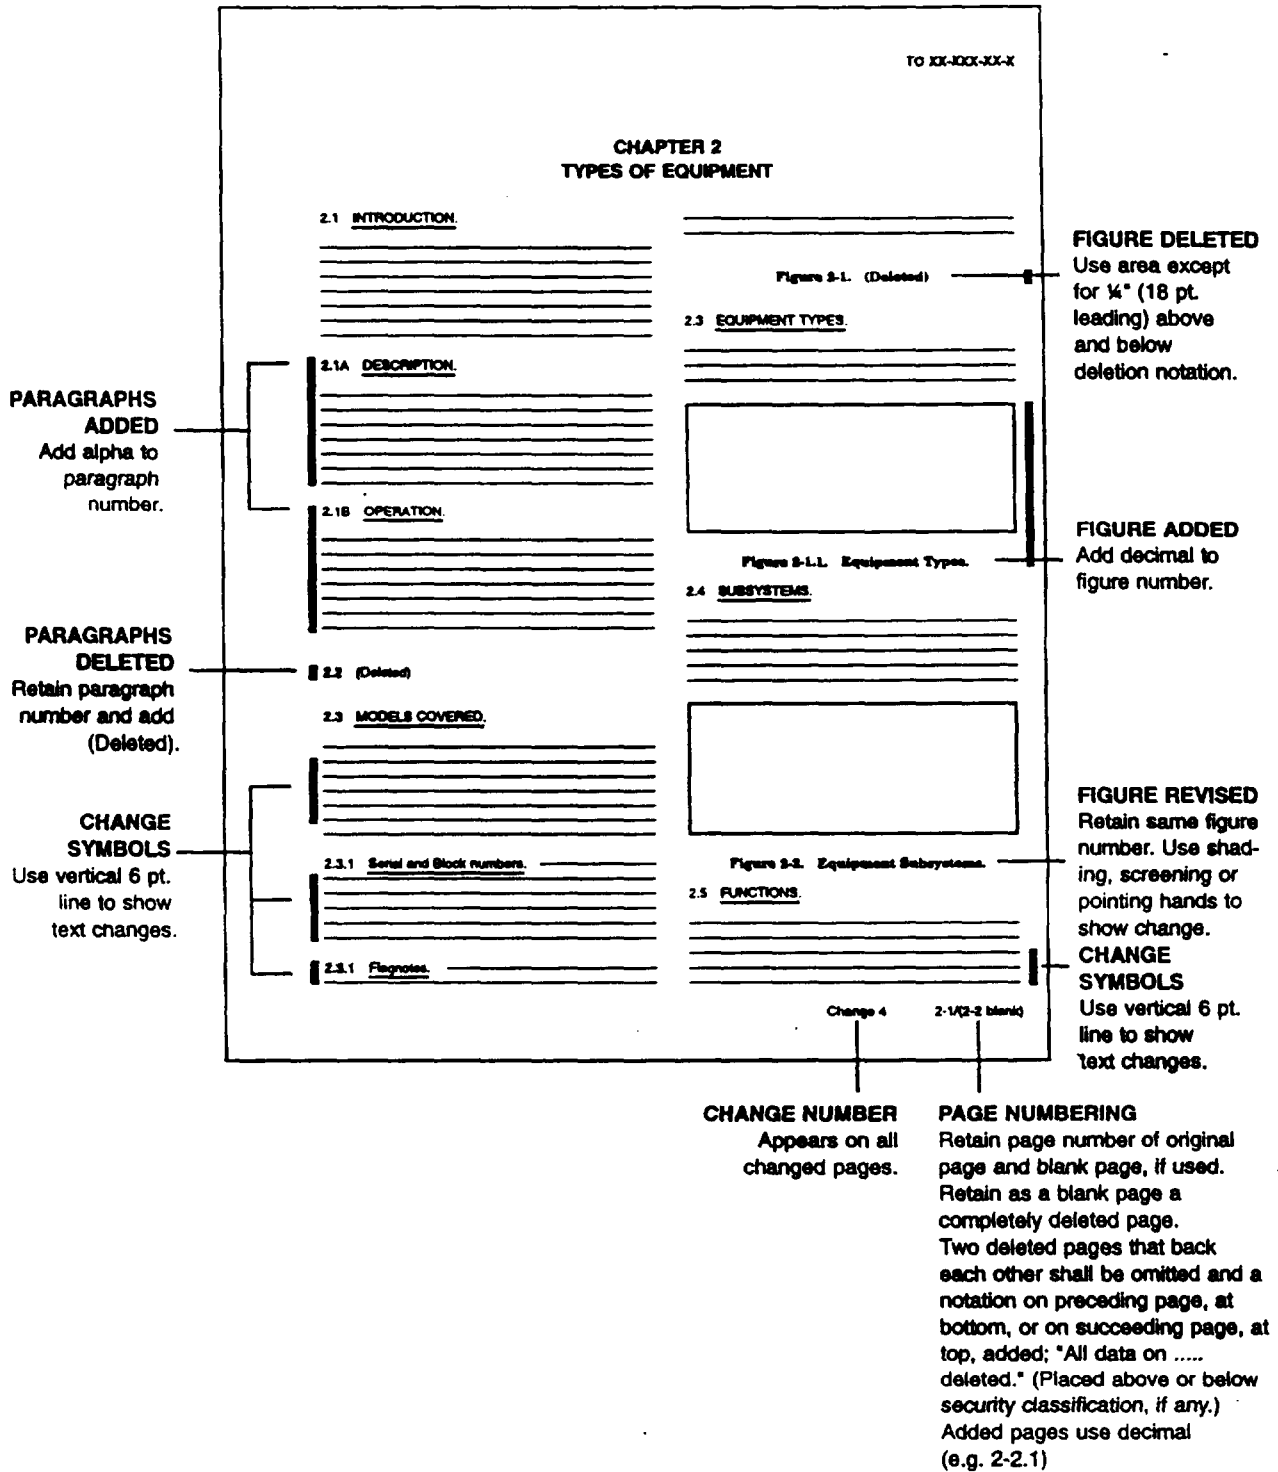 TO XX-XXX-XX-X
CHAPTER 2
TYPES OF EQUIPMENT
2.1 INTRODUCTION.
2.1A DESCRIPTION.
2.1B OPERATION.
2.2 (Deleted)
2.3 MODELS COVERED.
2.3.1 Serial and Block numbers.
2.3.1 Flagnotes.
Figure 2-1. (Deleted)
2.3 EQUIPMENT TYPES.
Figure 2-1.1. Equipment Types.
2.4 SUBSYSTEMS.
Figure 2-2. Equipment Subsystems.
2.5 FUNCTIONS.
Change 4
2-1/(2-2 blank)
PARAGRAPHS
ADDED
Add alpha to
paragraph
number.
PARAGRAPHS
DELETED
Retain paragraph
number and add
(Deleted).
CHANGE
SYMBOLS
Use vertical 6 pt.
line to show
text changes.
FIGURE DELETED
Use area except
for ¼" (18 pt.
leading) above
and below
deletion notation.
FIGURE ADDED
Add decimal to
figure number.
FIGURE REVISED
Retain same figure
number. Use shad-
ing, screening or
pointing hands to
show change.
CHANGE
SYMBOLS
Use vertical 6 pt.
line to show
text changes.
CHANGE NUMBER
Appears on all
changed pages.
PAGE NUMBERING
Retain page number of original
page and blank page, if used.
Retain as a blank page a
completely deleted page.
Two deleted pages that back
each other shall be omitted and a
notation on preceding page, at
bottom, or on succeeding page, at
top, added; "All data on .....
deleted." (Placed above or below
security classification, if any.)
Added pages use decimal
(e.g. 2-2.1)